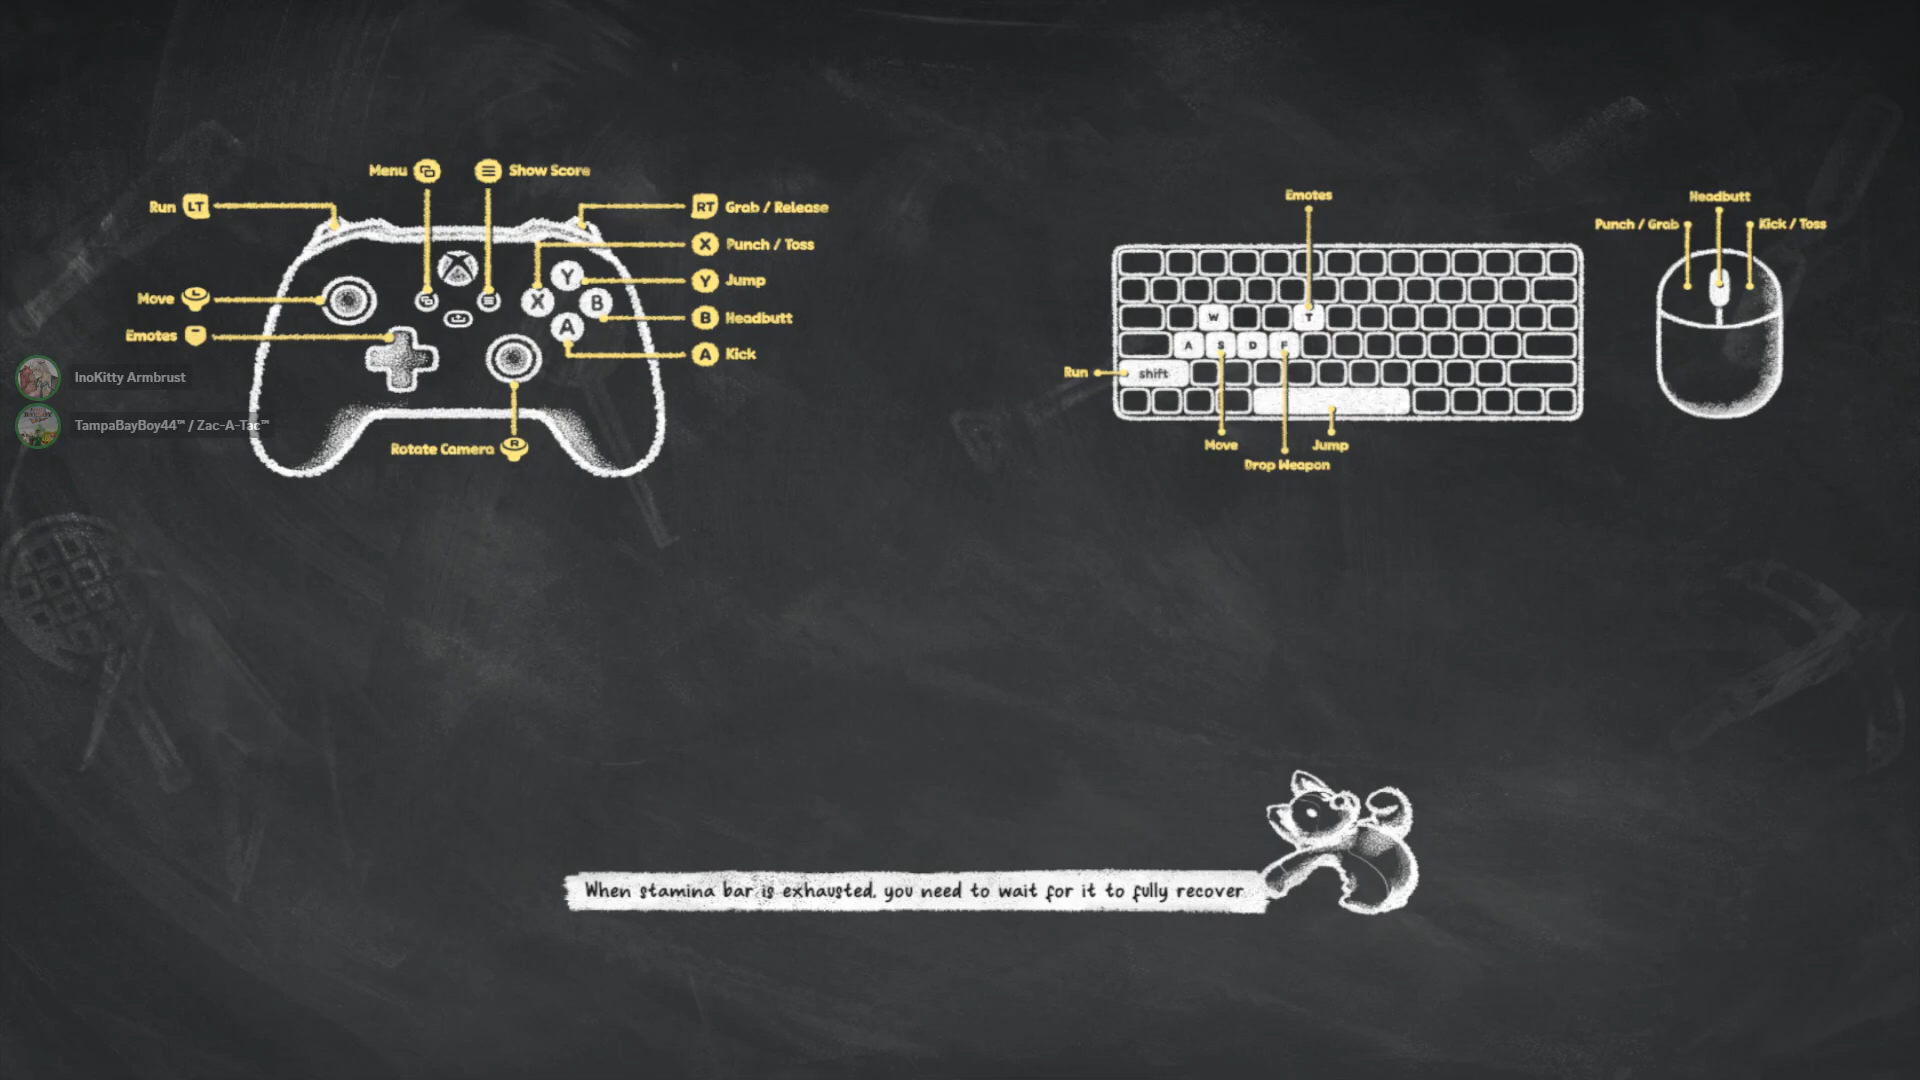 Menu
Show Score
Run LT
RT Grab / Release
X Punch / Toss
Y Jump
B Headbutt
A Kick
Move L
Emotes
Y
X
B
A
Rotate Camera R
InoKitty Armbrust
TampaBayBoy44™ / Zac-A-Tac™
Emotes
W
T
A
S
D
F
Run
shift
Move
Jump
Drop Weapon
Headbutt
Punch / Grab
Kick / Toss
When stamina bar is exhausted, you need to wait for it to fully recover